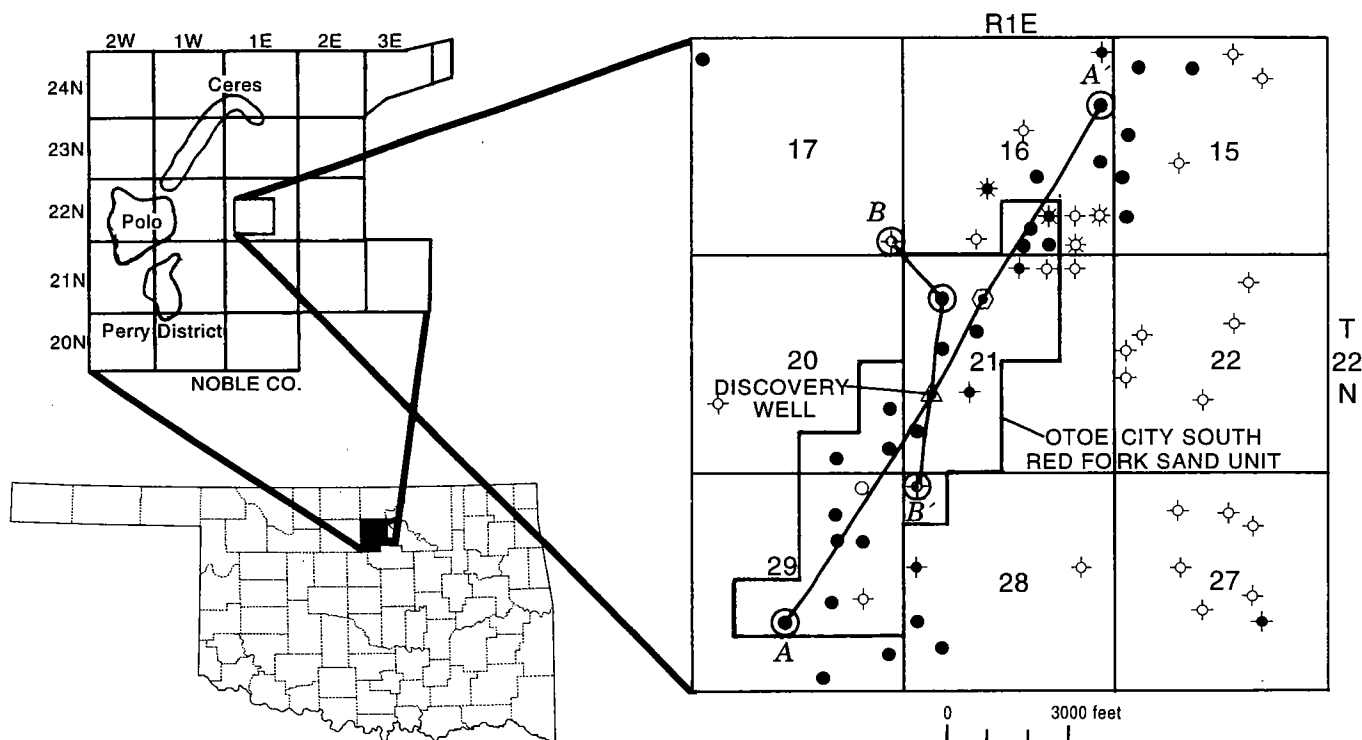 R1E
2W 1W 1E 2E 3E
24N
Ceres
23N
22N
Polo
21N
Perry District
20N
NOBLE CO.
A´
17
16
15
B
20
21
22
T
22
N
DISCOVERY
WELL
OTOE CITY SOUTH
RED FORK SAND UNIT
B´
29
28
27
A
0 3000 feet